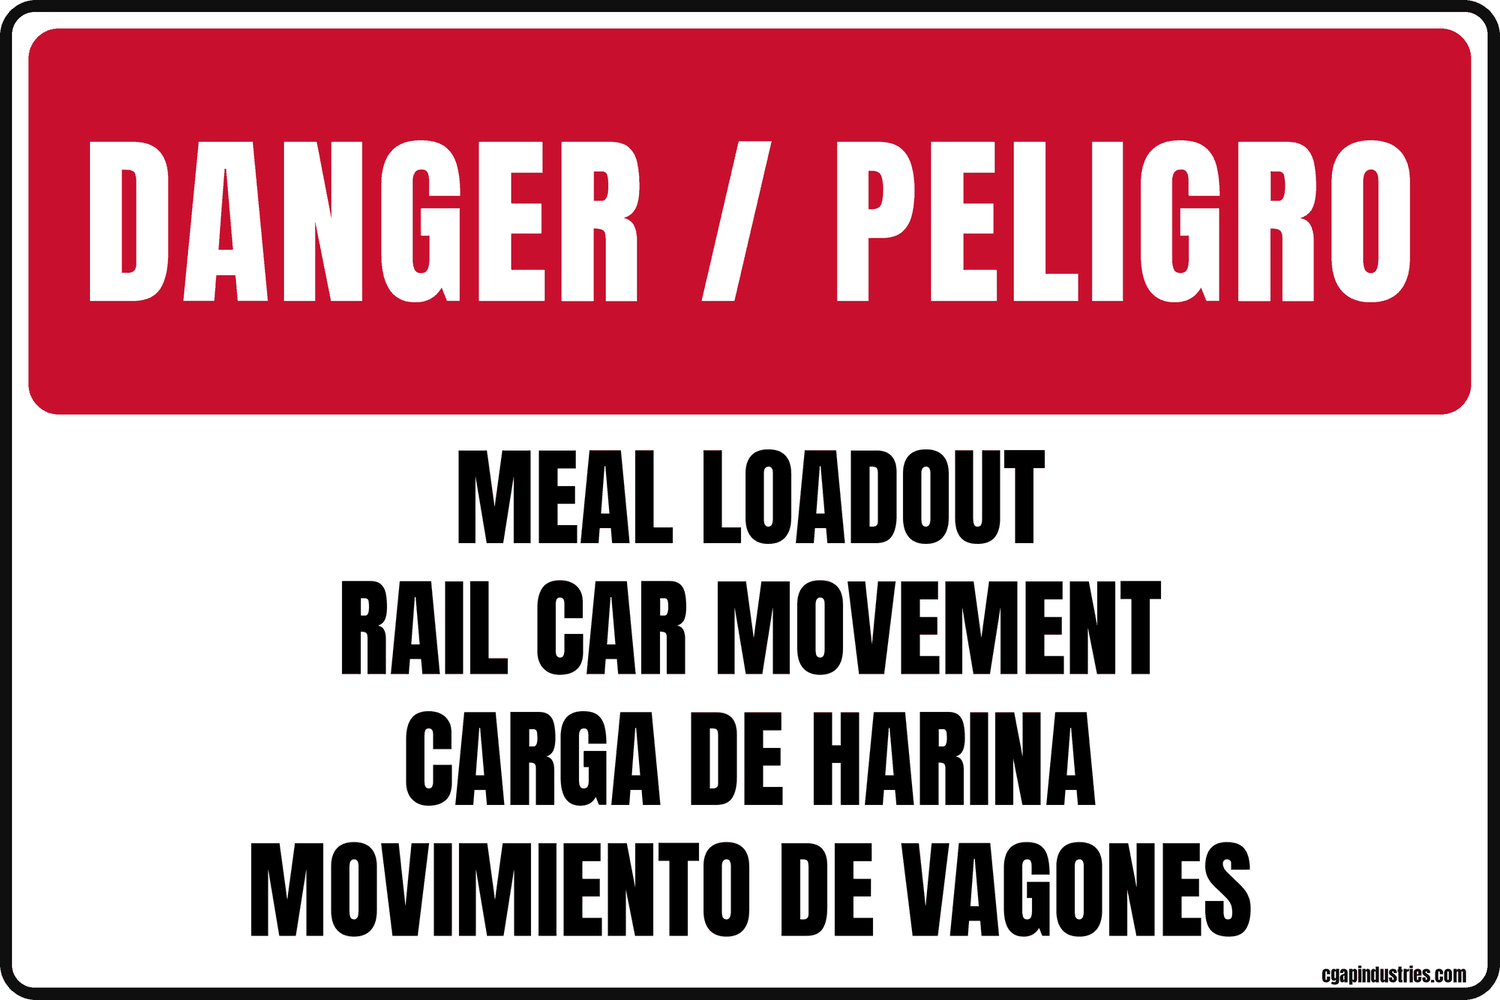 DANGER / PELIGRO
MEAL LOADOUT
RAIL CAR MOVEMENT
CARGA DE HARINA
MOVIMIENTO DE VAGONES
cgapindustries.com